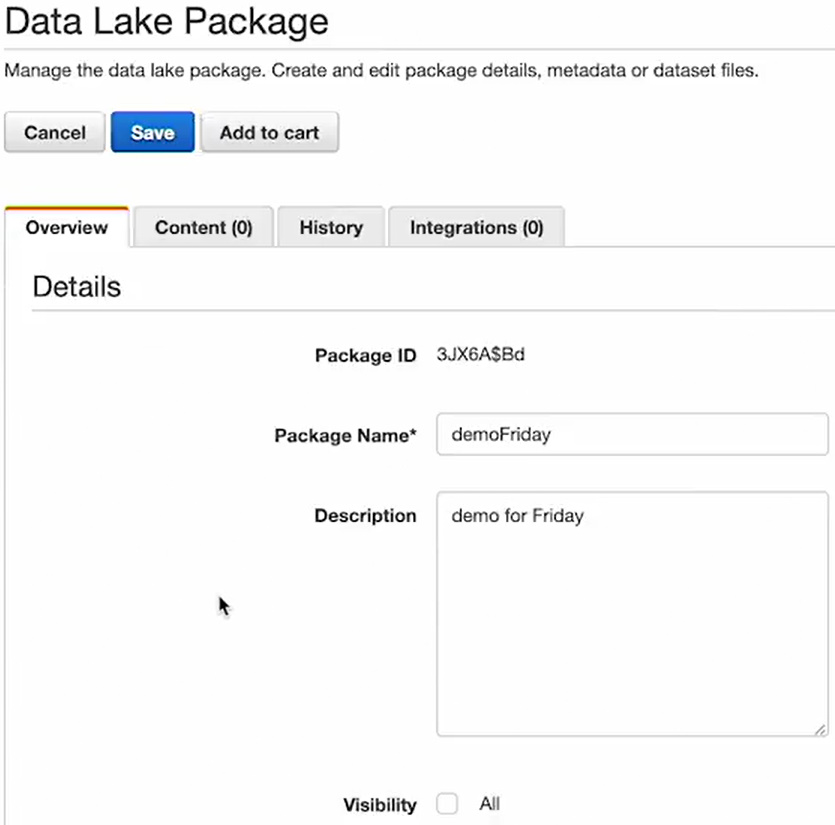 Data Lake Package
Manage the data lake package. Create and edit package details, metadata or dataset files.
Cancel Save Add to cart
Overview Content (0) History Integrations (0)
Details
Package ID 3JX6A$Bd
Package Name* demoFriday
Description demo for Friday
Visibility All